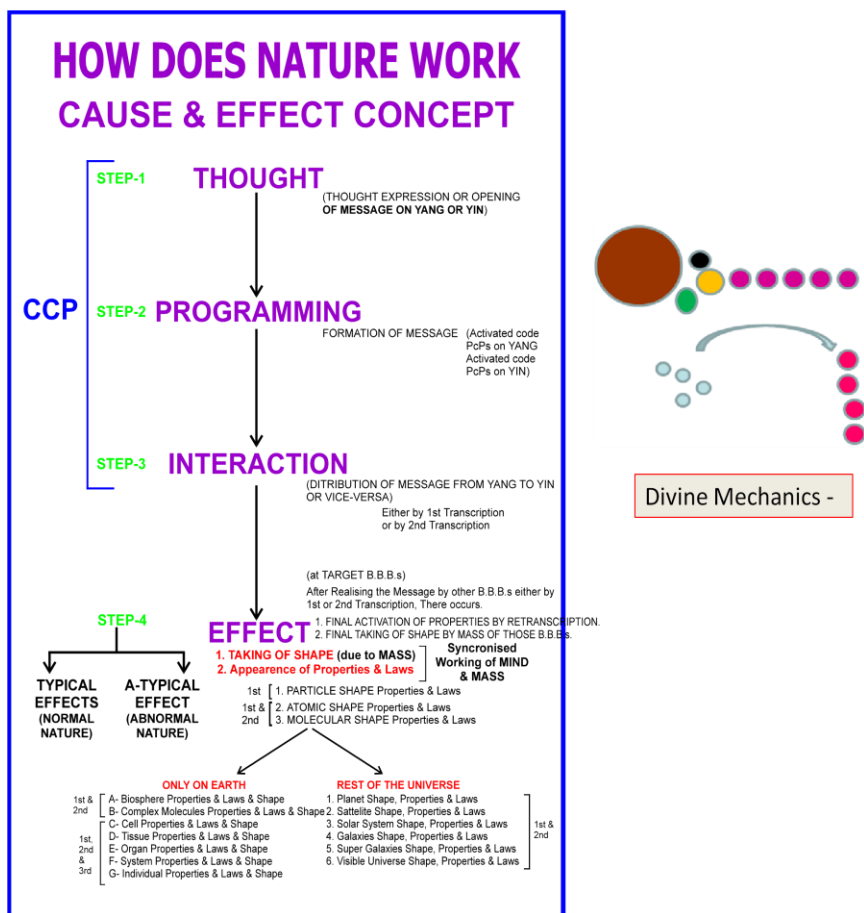 HOW DOES NATURE WORK
CAUSE & EFFECT CONCEPT
STEP-1
THOUGHT
(THOUGHT EXPRESSION OR OPENING
OF MESSAGE ON YANG OR YIN)
CCP
STEP-2
PROGRAMMING
FORMATION OF MESSAGE (Activated code
PcPs on YANG
Activated code
PcPs on YIN)
STEP-3
INTERACTION
(DITRIBUTION OF MESSAGE FROM YANG TO YIN
OR VICE-VERSA)
Either by 1st Transcription
or by 2nd Transcription
(at TARGET B.B.B.s)
After Realising the Message by other B.B.B.s either by
1st or 2nd Transcription, There occurs.
STEP-4
EFFECT
1. FINAL ACTIVATION OF PROPERTIES BY RETRANSCRIPTION.
2. FINAL TAKING OF SHAPE BY MASS OF THOSE B.B.B.s.
1. TAKING OF SHAPE (due to MASS)
2. Appearence of Properties & Laws
Syncronised
Working of MIND
& MASS
TYPICAL
EFFECTS
(NORMAL
NATURE)
A-TYPICAL
EFFECT
(ABNORMAL
NATURE)
1st
1. PARTICLE SHAPE Properties & Laws
1st &
2nd
2. ATOMIC SHAPE Properties & Laws
3. MOLECULAR SHAPE Properties & Laws
ONLY ON EARTH
1st &
2nd
A- Biosphere Properties & Laws & Shape
B- Complex Molecules Properties & Laws & Shape
1st,
2nd
&
3rd
C- Cell Properties & Laws & Shape
D- Tissue Properties & Laws & Shape
E- Organ Properties & Laws & Shape
F- System Properties & Laws & Shape
G- Individual Properties & Laws & Shape
REST OF THE UNIVERSE
1. Planet Shape, Properties & Laws
2. Sattelite Shape, Properties & Laws
3. Solar System Shape, Properties & Laws
4. Galaxies Shape, Properties & Laws
5. Super Galaxies Shape, Properties & Laws
6. Visible Universe Shape, Properties & Laws
1st &
2nd
Divine Mechanics -